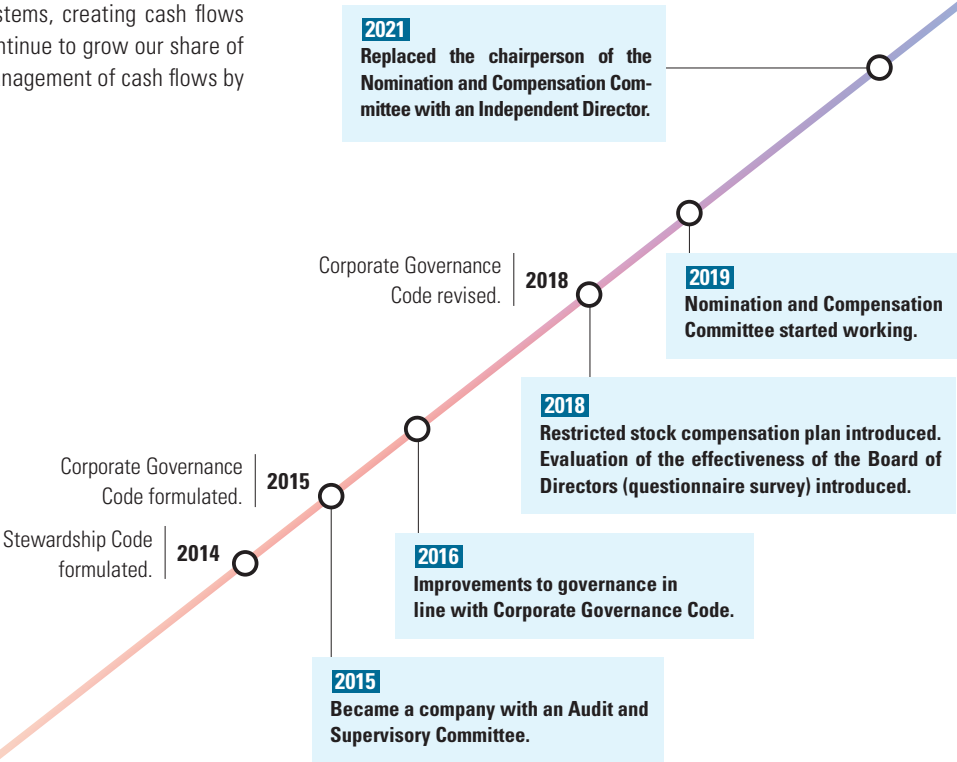 stems, creating cash flows
ntinue to grow our share of
nagement of cash flows by
2021
Replaced the chairperson of the
Nomination and Compensation Com-
mittee with an Independent Director.
Corporate Governance
Code revised.
2018
2019
Nomination and Compensation
Committee started working.
2018
Restricted stock compensation plan introduced.
Evaluation of the effectiveness of the Board of
Directors (questionnaire survey) introduced.
Corporate Governance
Code formulated.
2015
Stewardship Code
formulated.
2014
2016
Improvements to governance in
line with Corporate Governance Code.
2015
Became a company with an Audit and
Supervisory Committee.